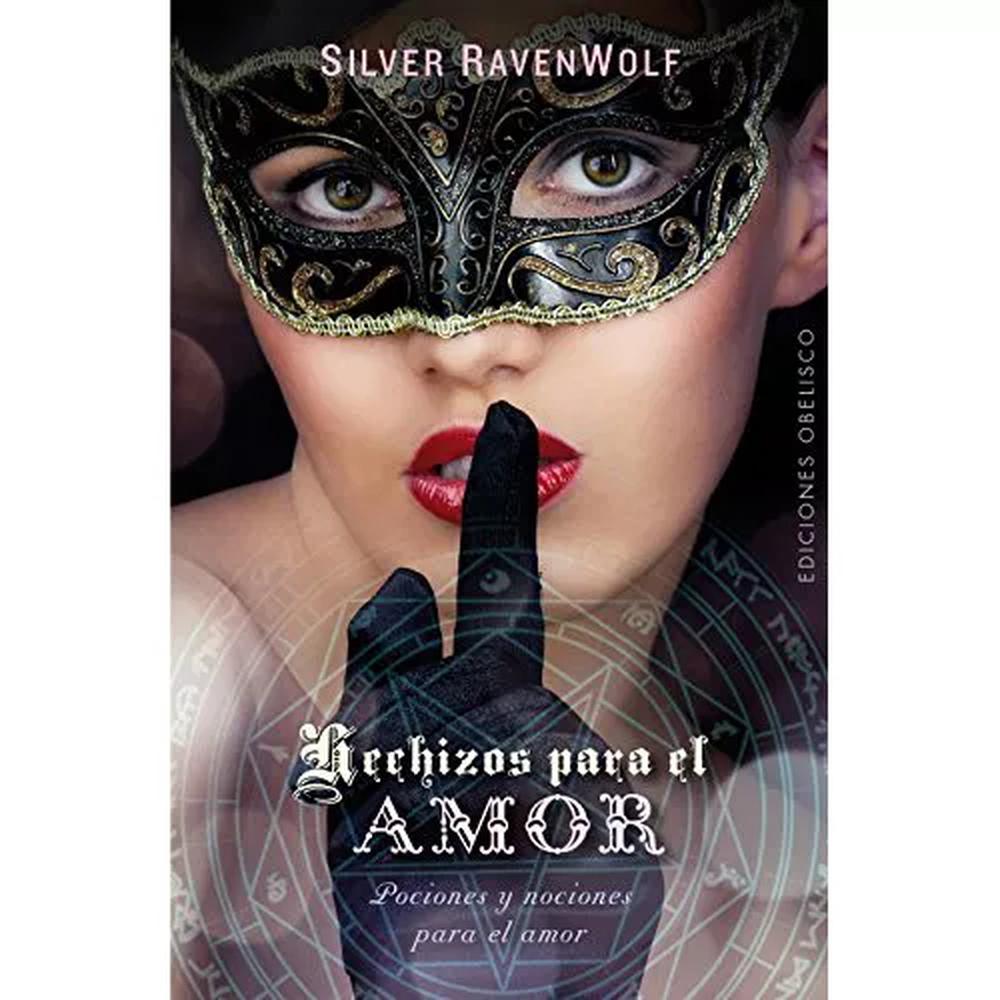 SILVER RAVENWOLF
EDICIONES OBELISCO
Hechizos para el
AMOR
Pociones y nociones
para el amor